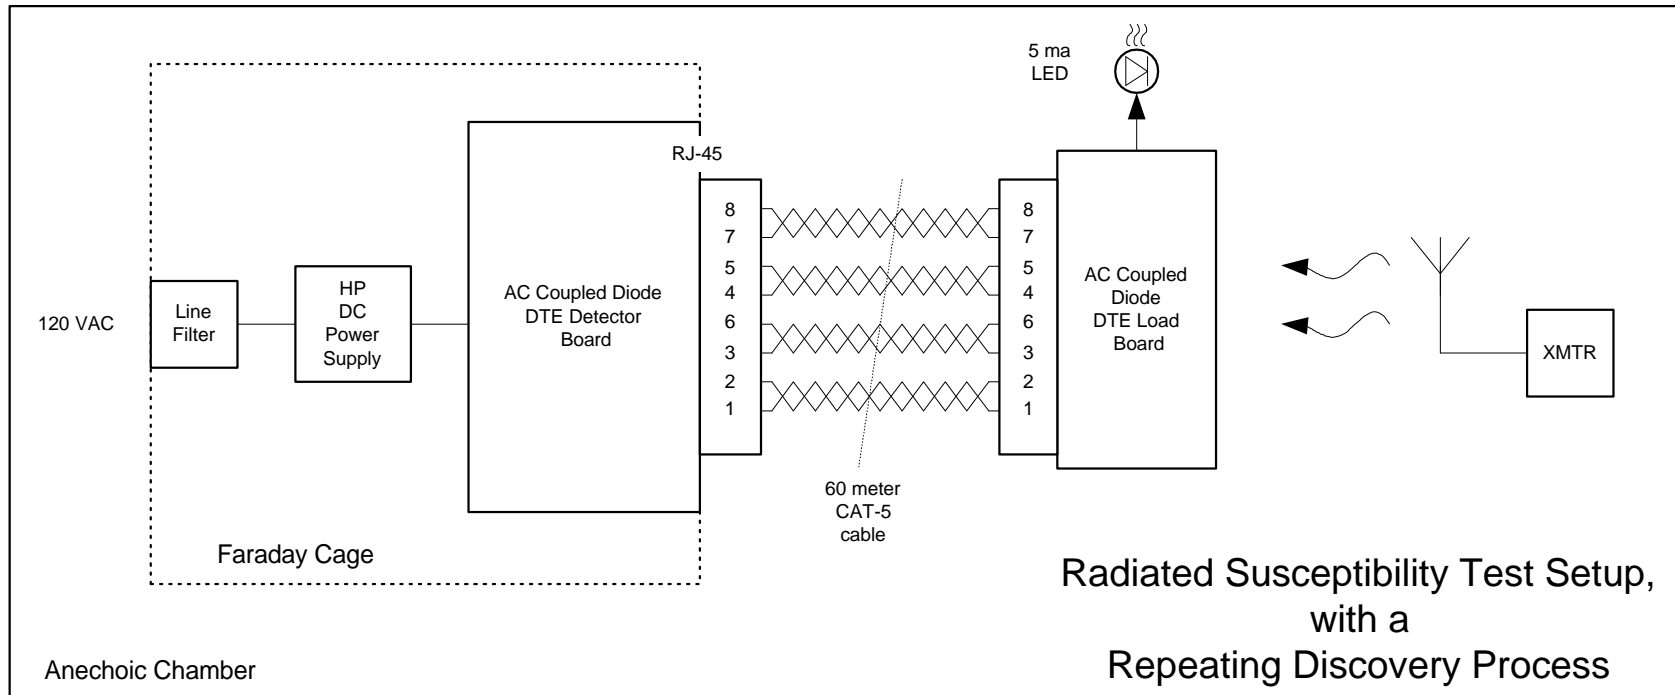 5 ma
LED
RJ-45
120 VAC
Line
Filter
HP
DC
Power
Supply
AC Coupled Diode
DTE Detector
Board
8
7
5
4
6
3
2
1
8
7
5
4
6
3
2
1
AC Coupled
Diode
DTE Load
Board
XMTR
60 meter
CAT-5
cable
Faraday Cage
Anechoic Chamber
Radiated Susceptibility Test Setup,
with a
Repeating Discovery Process